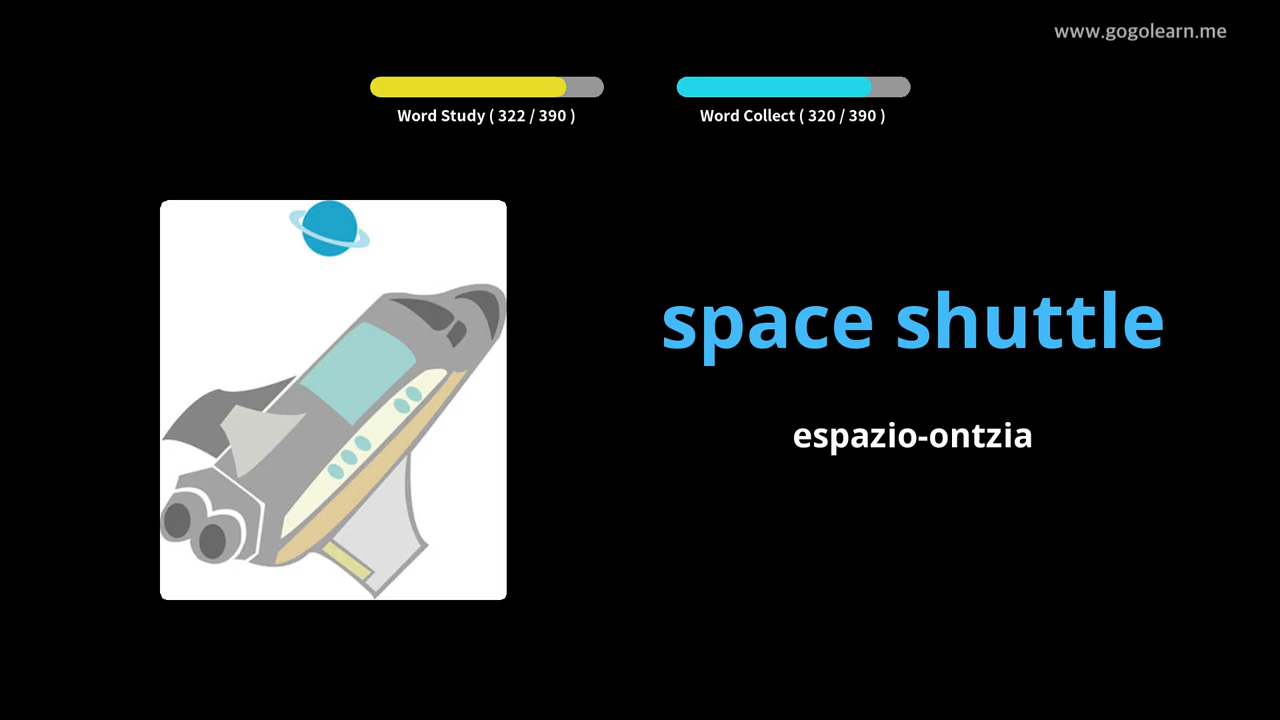 www.gogolearn.me
Word Study ( 322 / 390 )
Word Collect ( 320 / 390 )
space shuttle
espazio-ontzia